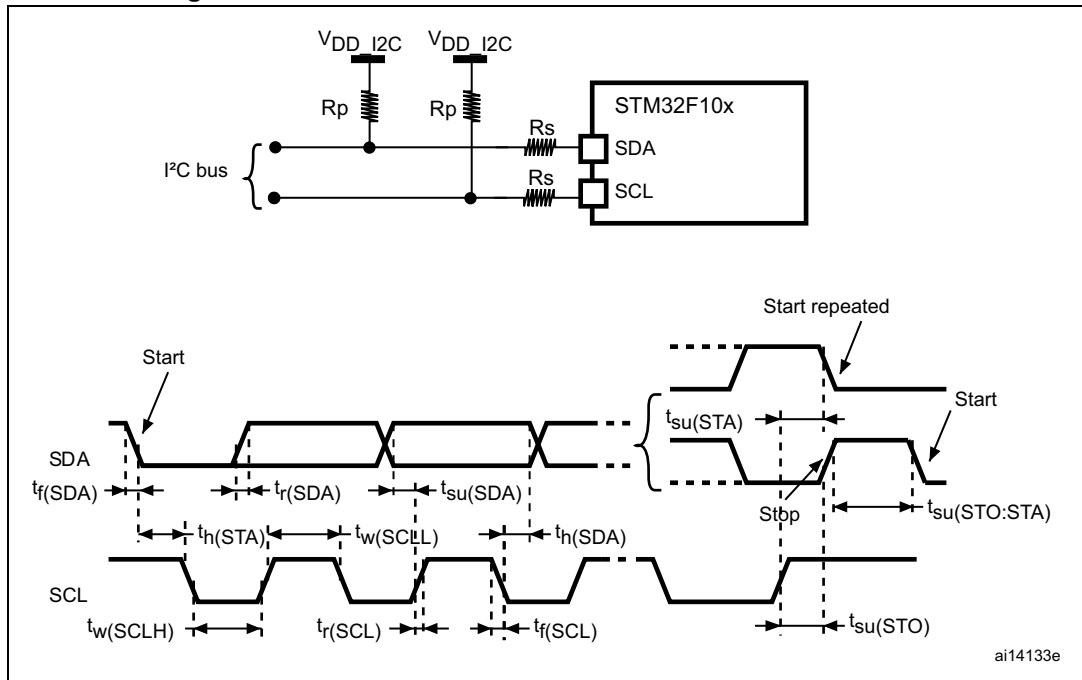 VDD_I2C VDD_I2C
STM32F10x
Rp Rp Rs
SDA
I²C bus
Rs
SCL
Start repeated
Start
Start
tsu(STA)
SDA
tf(SDA) tr(SDA) tsu(SDA)
Stop
tsu(STO:STA)
th(STA) tw(SCLL) th(SDA)
SCL
tw(SCLH) tr(SCL) tf(SCL) tsu(STO)
ai14133e